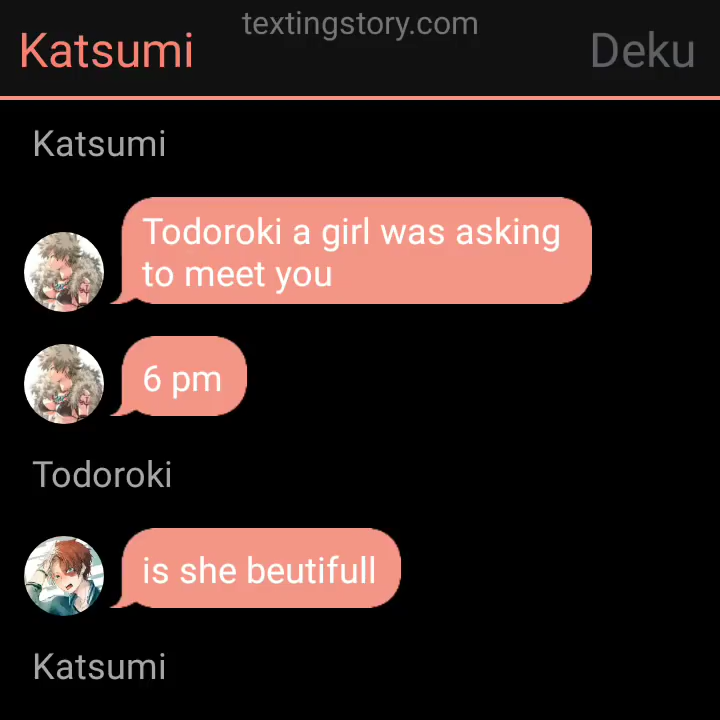 textingstory.com
Katsumi
Deku
Katsumi
Todoroki a girl was asking
to meet you
6 pm
Todoroki
is she beutifull
Katsumi